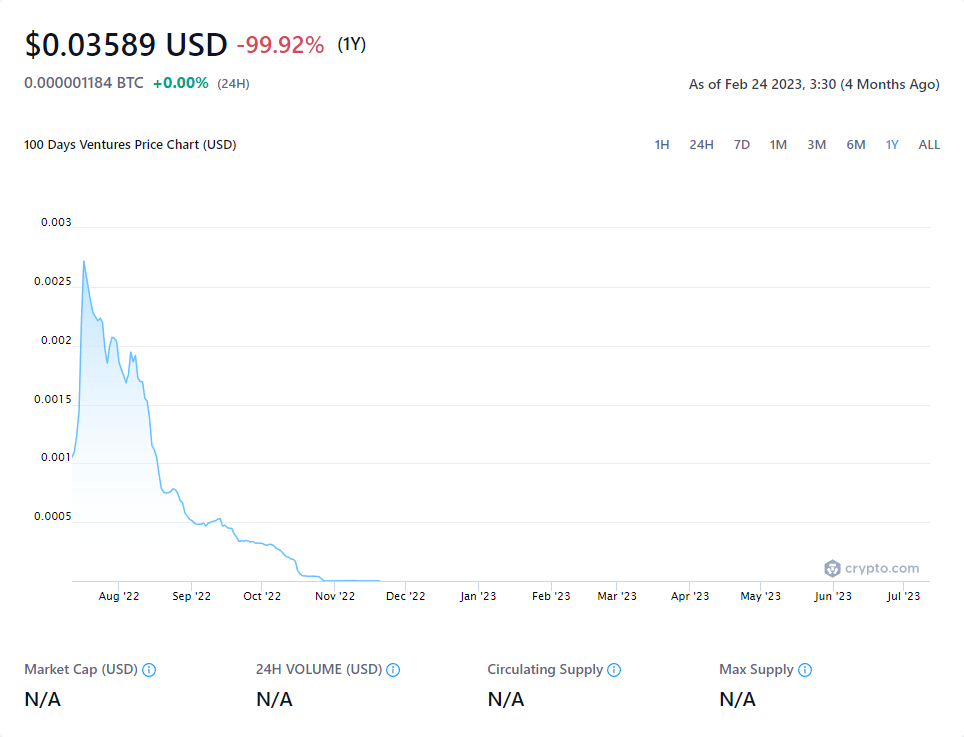 $0.03589 USD -99.92% (1Y)
0.000001184 BTC +0.00% (24H)
As of Feb 24 2023, 3:30 (4 Months Ago)
100 Days Ventures Price Chart (USD)
1H 24H 7D 1M 3M 6M 1Y ALL
0.003
0.0025
0.002
0.0015
0.001
0.0005
crypto.com
Aug '22 Sep '22 Oct '22 Nov '22 Dec '22 Jan '23 Feb '23 Mar '23 Apr '23 May '23 Jun '23 Jul '23
Market Cap (USD) 24H VOLUME (USD) Circulating Supply Max Supply
N/A N/A N/A N/A